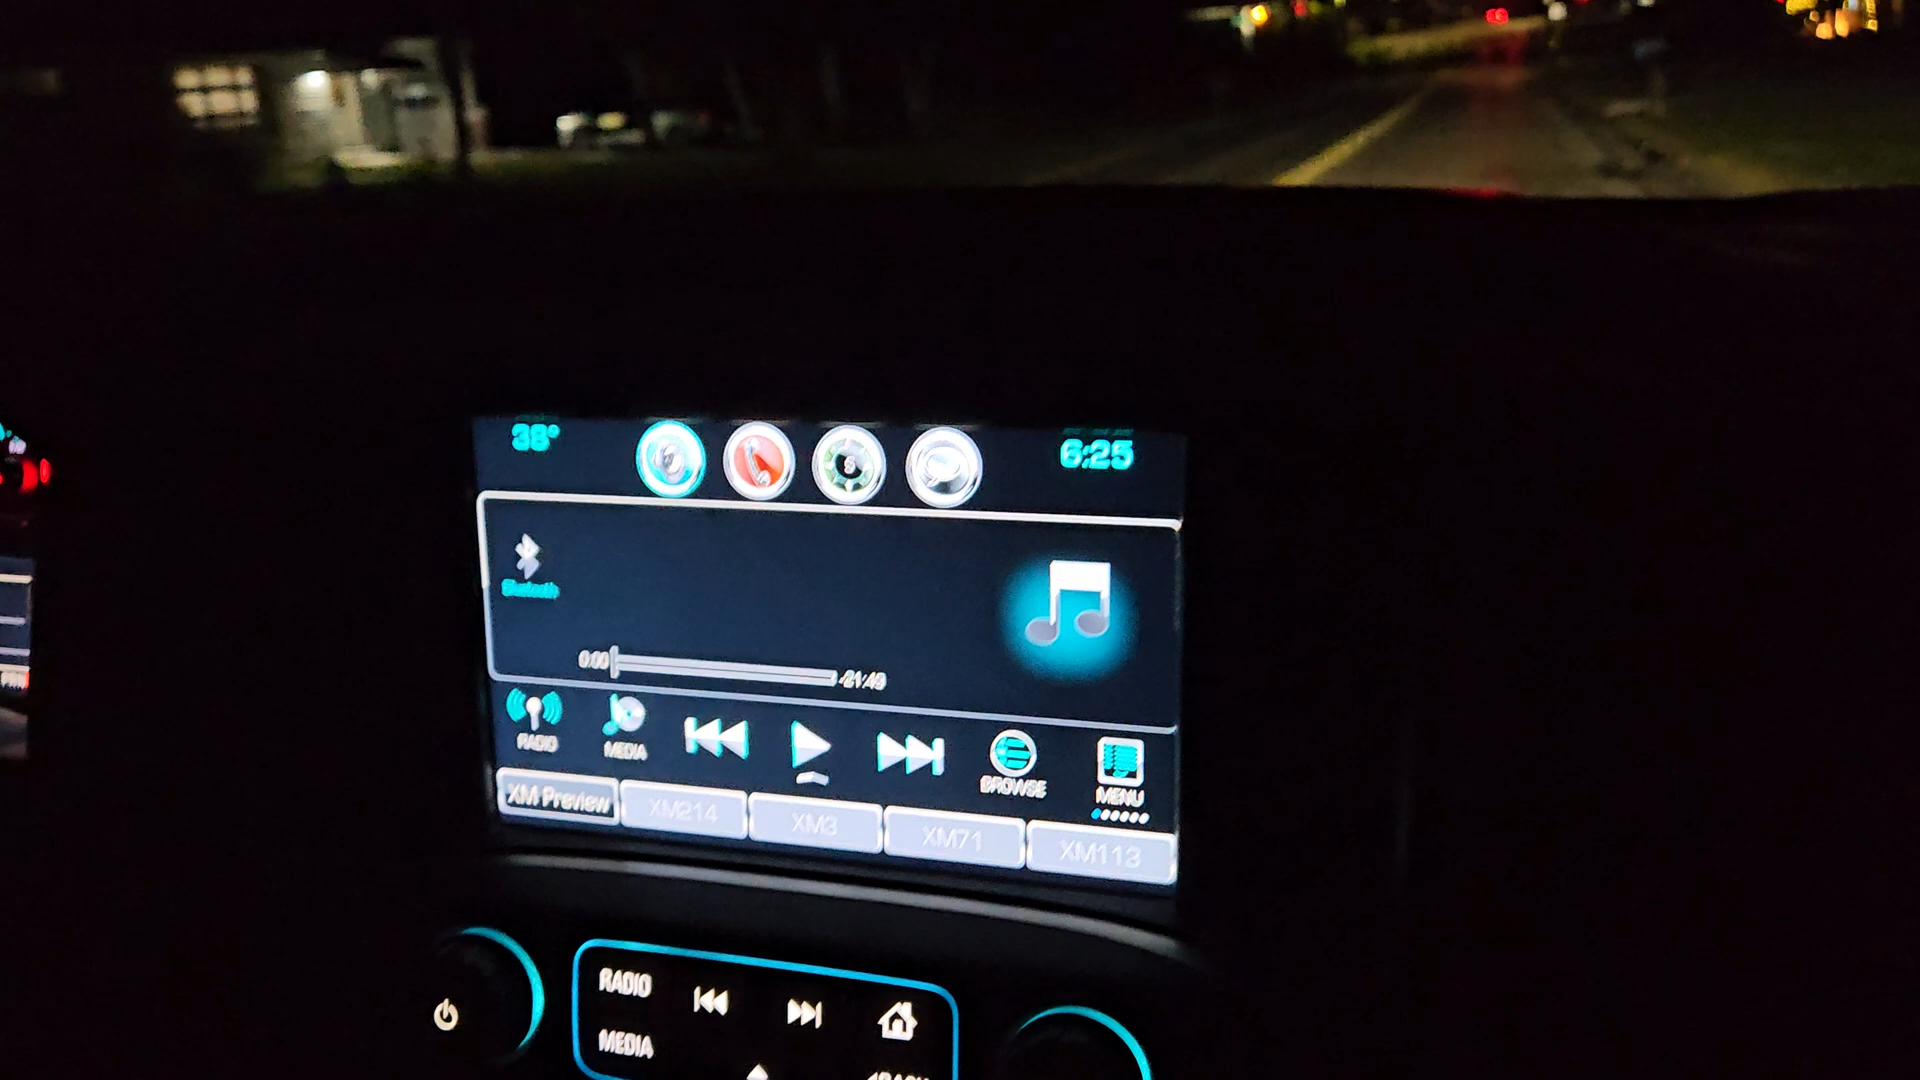 38°
6:25
Bluetooth
0:00
-21:49
RADIO
MEDIA
BROWSE
MENU
XM Preview
XM214
XM3
XM71
XM113
RADIO
MEDIA